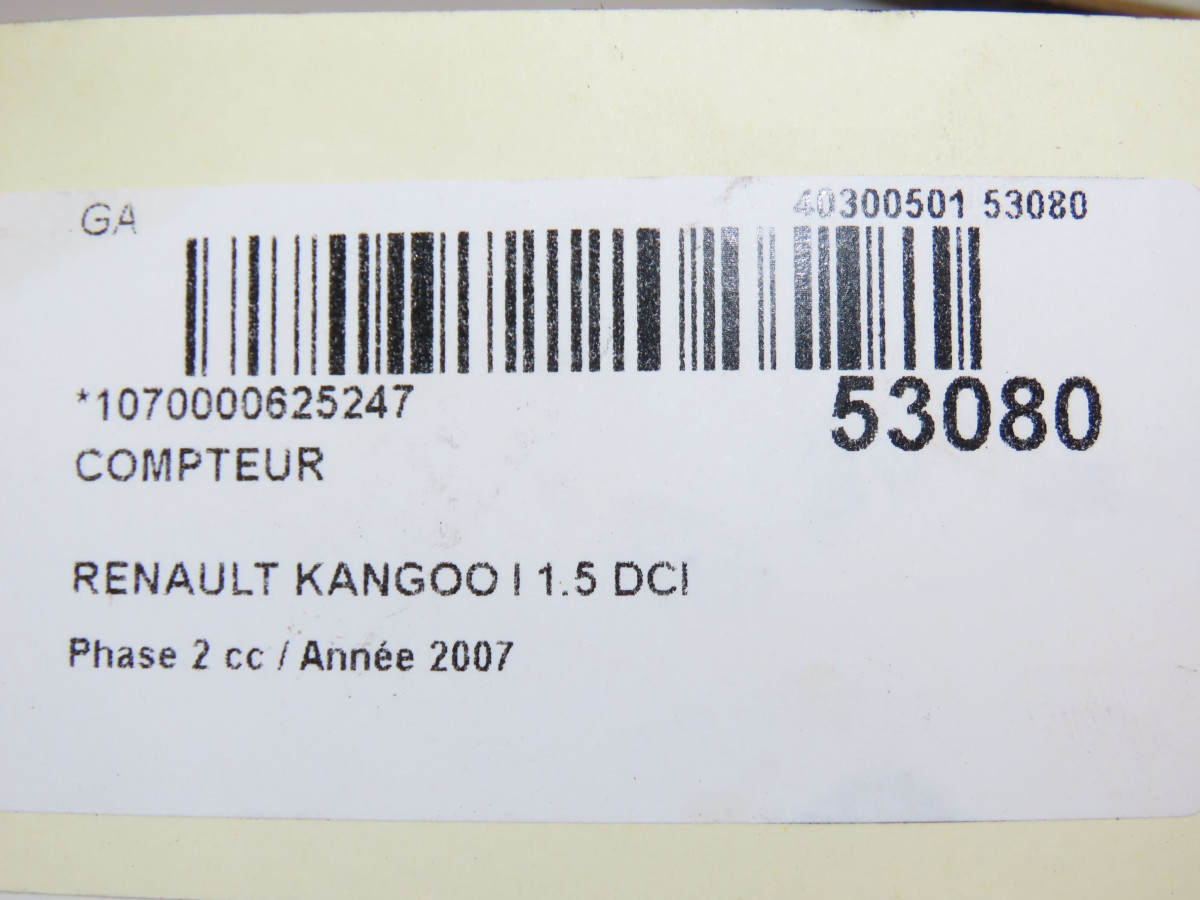 GA
40300501 53080
*1070000625247
53080
COMPTEUR
RENAULT KANGOO I 1.5 DCI
Phase 2 cc / Année 2007